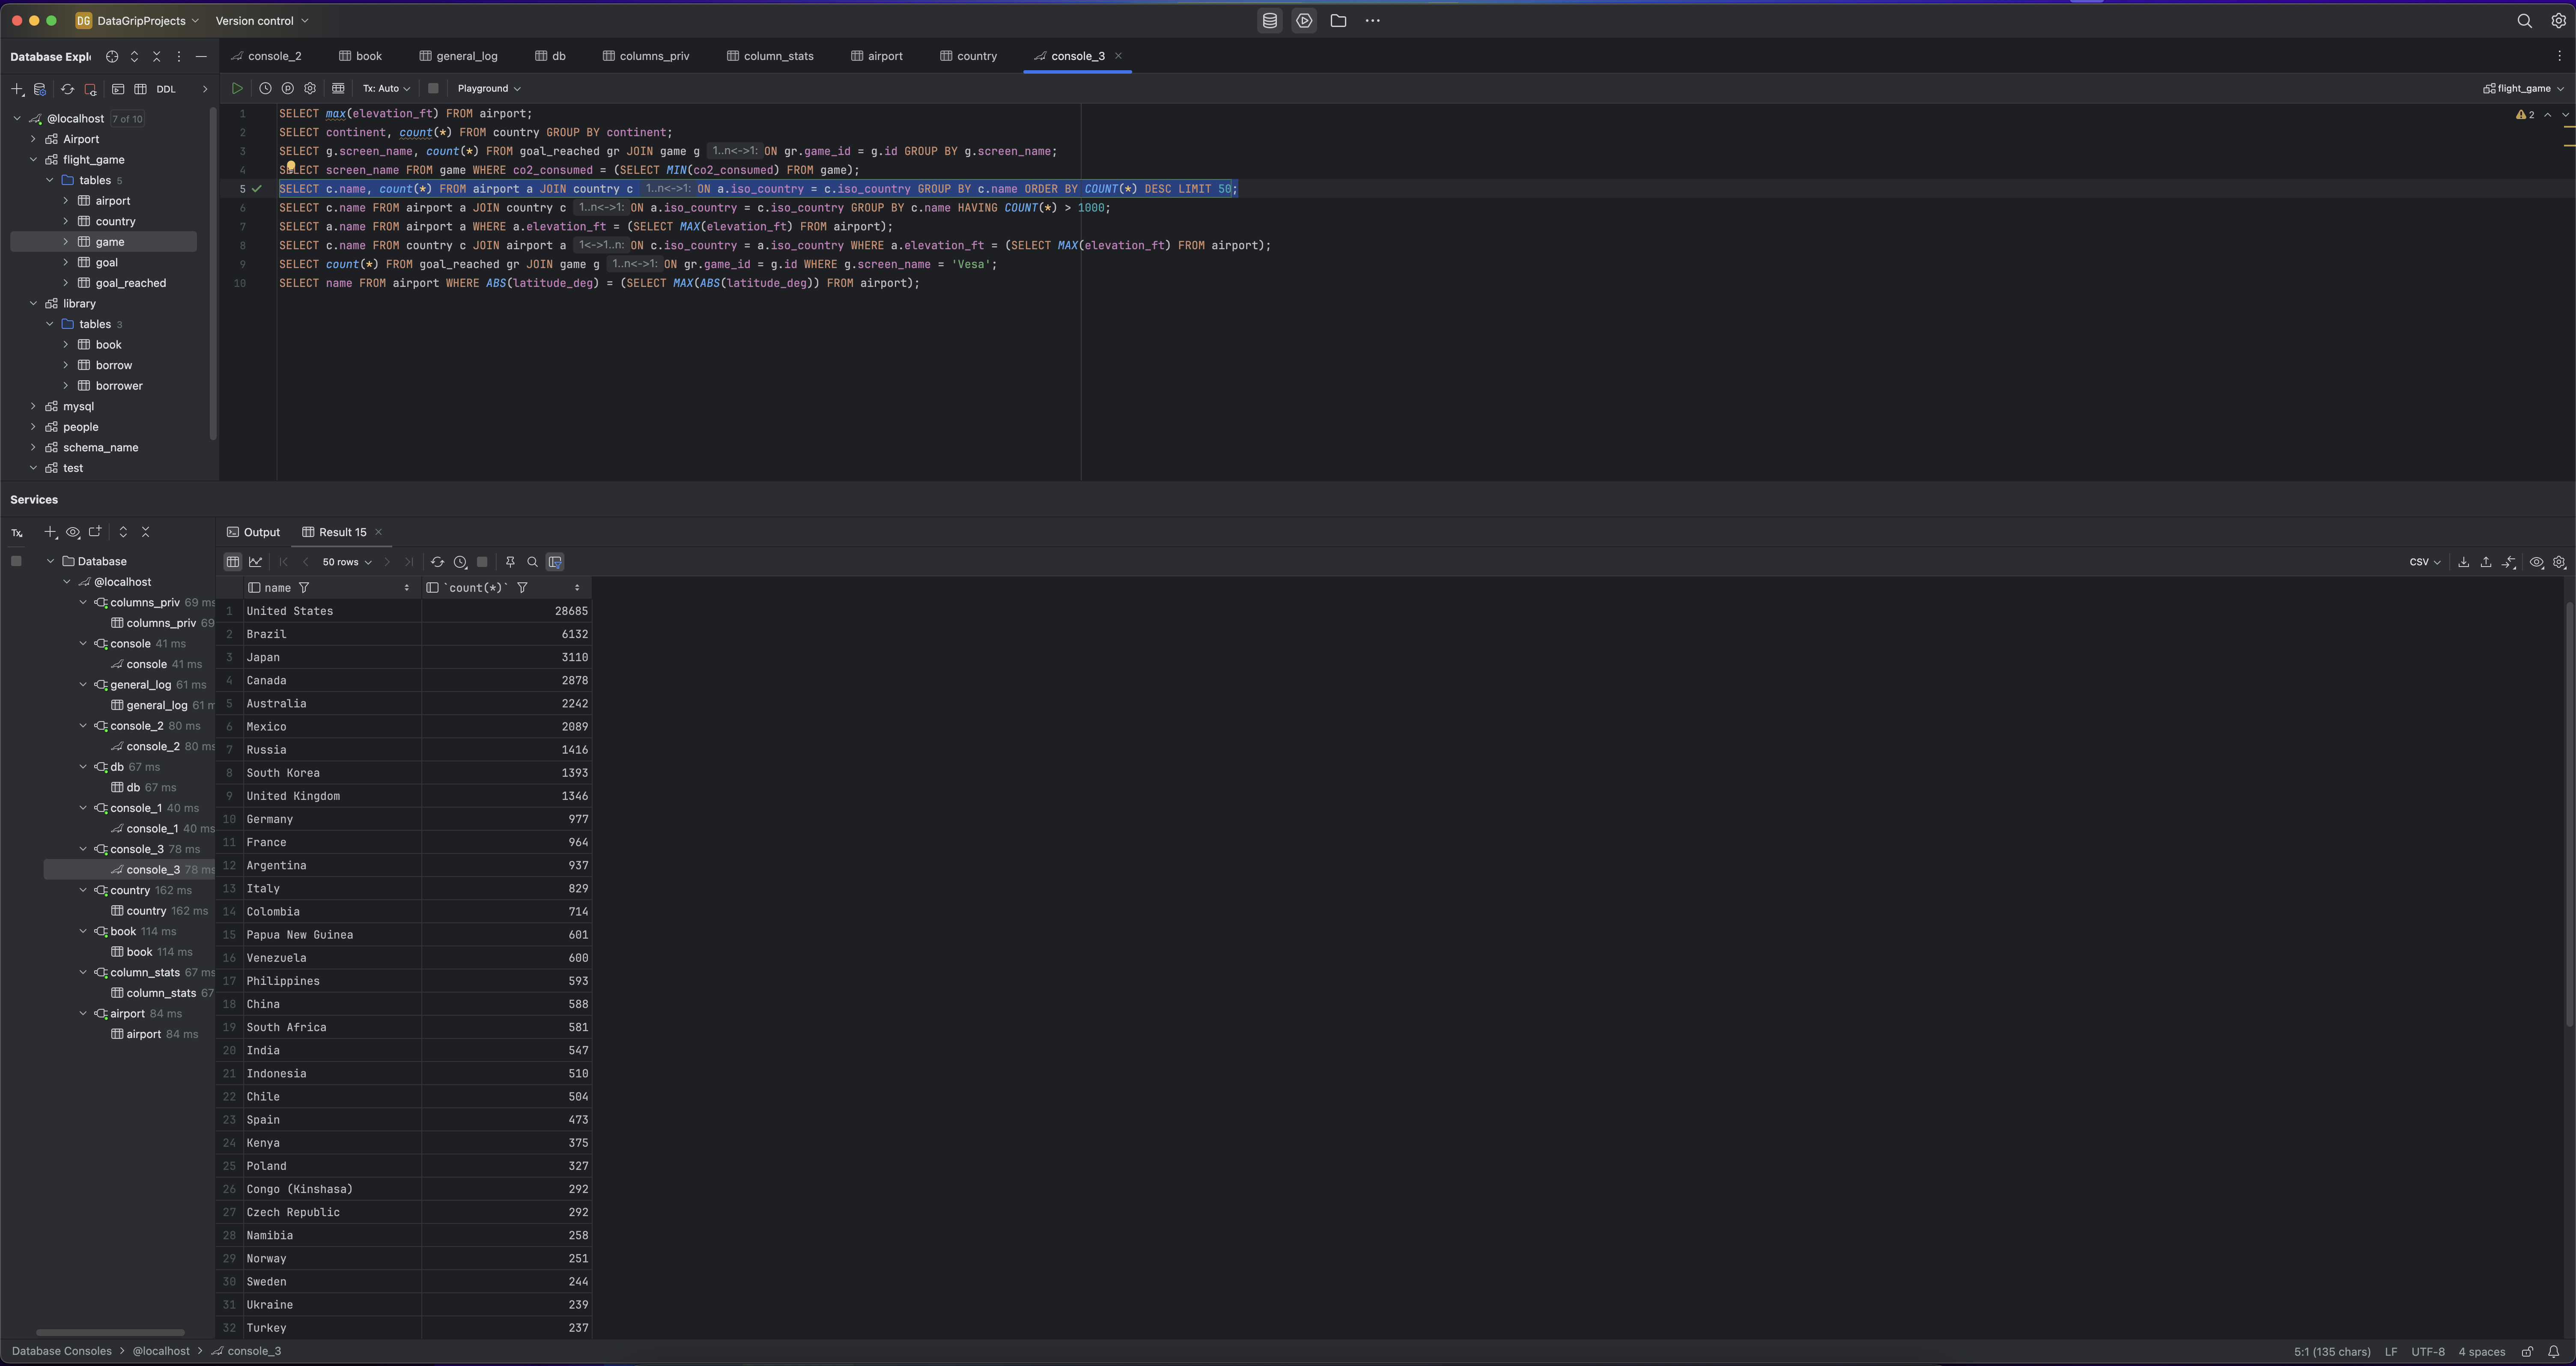 DG DataGripProjects Version control
Database Expl
console_2 book general_log db columns_priv column_stats airport country console_3
DDL
Tx: Auto Playground flight_game
@localhost 7 of 10
Airport
flight_game
tables 5
airport
country
game
goal
goal_reached
library
tables 3
book
borrow
borrower
mysql
people
schema_name
test
2
1 SELECT max(elevation_ft) FROM airport;
2 SELECT continent, count(*) FROM country GROUP BY continent;
3 SELECT g.screen_name, count(*) FROM goal_reached gr JOIN game g 1..n<->1: ON gr.game_id = g.id GROUP BY g.screen_name;
4 SELECT screen_name FROM game WHERE co2_consumed = (SELECT MIN(co2_consumed) FROM game);
5 SELECT c.name, count(*) FROM airport a JOIN country c 1..n<->1: ON a.iso_country = c.iso_country GROUP BY c.name ORDER BY COUNT(*) DESC LIMIT 50;
6 SELECT c.name FROM airport a JOIN country c 1..n<->1: ON a.iso_country = c.iso_country GROUP BY c.name HAVING COUNT(*) > 1000;
7 SELECT a.name FROM airport a WHERE a.elevation_ft = (SELECT MAX(elevation_ft) FROM airport);
8 SELECT c.name FROM country c JOIN airport a 1<->1..n: ON c.iso_country = a.iso_country WHERE a.elevation_ft = (SELECT MAX(elevation_ft) FROM airport);
9 SELECT count(*) FROM goal_reached gr JOIN game g 1..n<->1: ON gr.game_id = g.id WHERE g.screen_name = 'Vesa';
10 SELECT name FROM airport WHERE ABS(latitude_deg) = (SELECT MAX(ABS(latitude_deg)) FROM airport);
Services
Tx
Database
@localhost
columns_priv 69 ms
columns_priv 69
console 41 ms
console 41 ms
general_log 61 ms
general_log 61 m
console_2 80 ms
console_2 80 ms
db 67 ms
db 67 ms
console_1 40 ms
console_1 40 ms
console_3 78 ms
console_3 78 ms
country 162 ms
country 162 ms
book 114 ms
book 114 ms
column_stats 67 ms
column_stats 67
airport 84 ms
airport 84 ms
Output Result 15
50 rows CSV
name `count(*)`
1 United States 28685
2 Brazil 6132
3 Japan 3110
4 Canada 2878
5 Australia 2242
6 Mexico 2089
7 Russia 1416
8 South Korea 1393
9 United Kingdom 1346
10 Germany 977
11 France 964
12 Argentina 937
13 Italy 829
14 Colombia 714
15 Papua New Guinea 601
16 Venezuela 600
17 Philippines 593
18 China 588
19 South Africa 581
20 India 547
21 Indonesia 510
22 Chile 504
23 Spain 473
24 Kenya 375
25 Poland 327
26 Congo (Kinshasa) 292
27 Czech Republic 292
28 Namibia 258
29 Norway 251
30 Sweden 244
31 Ukraine 239
32 Turkey 237
Database Consoles > @localhost > console_3
5:1 (135 chars) LF UTF-8 4 spaces